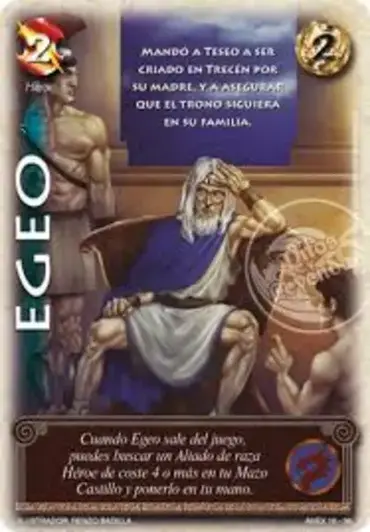 2
2
Héroe
MANDÓ A TESEO A SER
CRIADO EN TRECÉN POR
SU MADRE, Y A ASEGURAR
QUE EL TRONO SIGUIERA
EN SU FAMILIA.
EGEO
Mitos
Leyendas
Cuando Egeo sale del juego,
puedes buscar un Aliado de raza
Héroe de coste 4 o más en tu Mazo
Castillo y ponerlo en tu mano.
ILUSTRADOR: RENZO